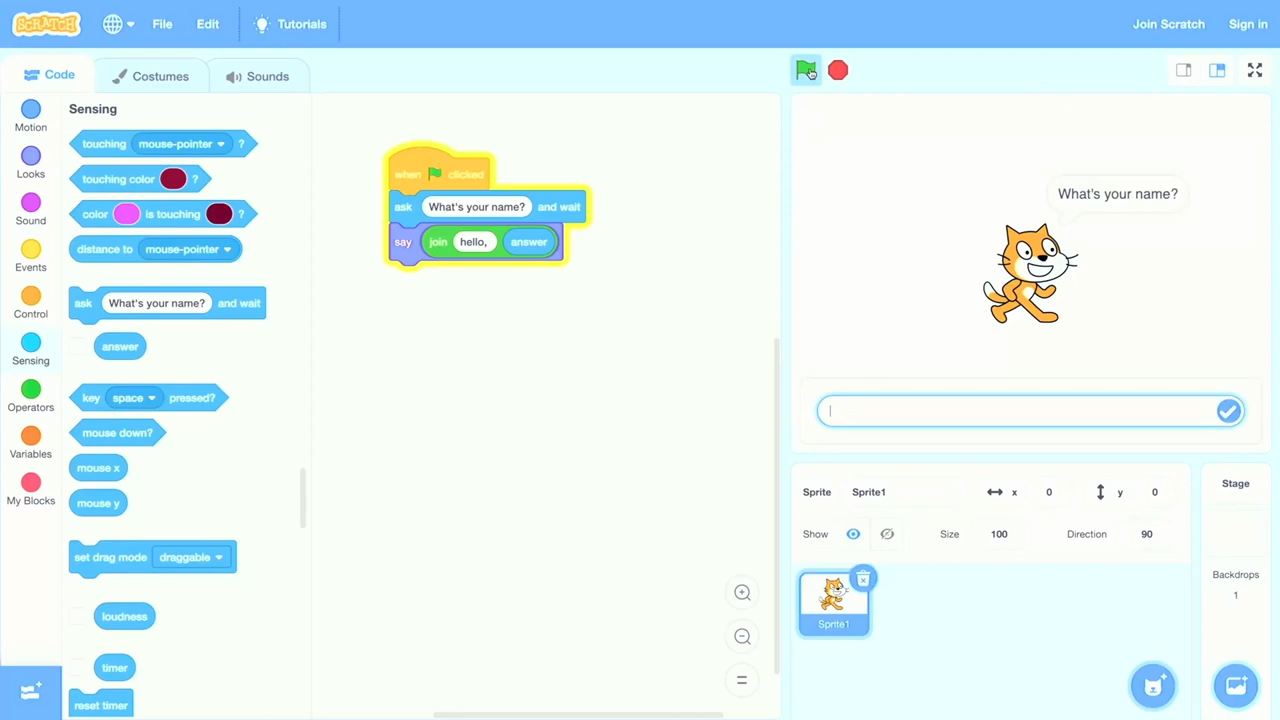 SCRATCH File Edit Tutorials Join Scratch Sign in
Code Costumes Sounds
Motion
Looks
Sound
Events
Control
Sensing
Operators
Variables
My Blocks
Sensing
touching mouse-pointer ?
touching color ?
color is touching ?
distance to mouse-pointer
ask What's your name? and wait
answer
key space pressed?
mouse down?
mouse x
mouse y
set drag mode draggable
loudness
timer
reset timer
when clicked
ask What's your name? and wait
say join hello, answer
What's your name?
Sprite Sprite1 x 0 y 0
Show Size 100 Direction 90
Sprite1
Stage
Backdrops
1